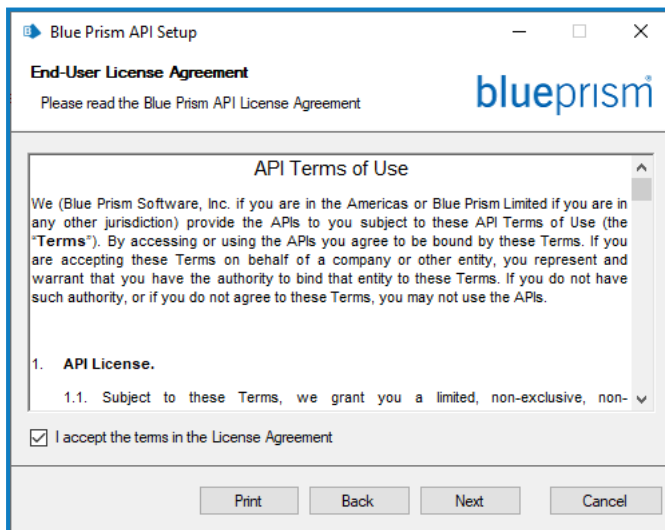 Blue Prism API Setup
End-User License Agreement
Please read the Blue Prism API License Agreement
blueprism®
API Terms of Use
We (Blue Prism Software, Inc. if you are in the Americas or Blue Prism Limited if you are in
any other jurisdiction) provide the APIs to you subject to these API Terms of Use (the
“Terms”). By accessing or using the APIs you agree to be bound by these Terms. If you
are accepting these Terms on behalf of a company or other entity, you represent and
warrant that you have the authority to bind that entity to these Terms. If you do not have
such authority, or if you do not agree to these Terms, you may not use the APIs.
1. API License.
1.1. Subject to these Terms, we grant you a limited, non-exclusive, non-
I accept the terms in the License Agreement
Print Back Next Cancel